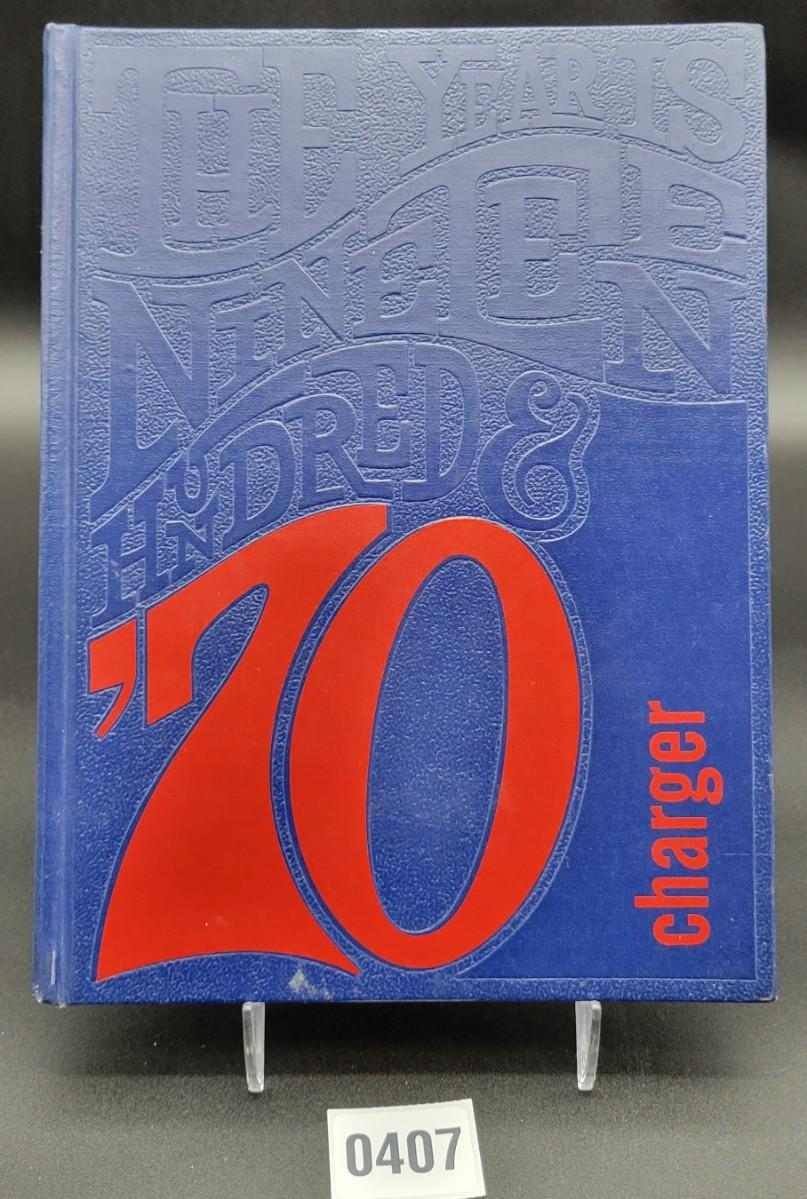 THE YEAR IS
NINETEEN
HUNDRED &
'70
charger
0407